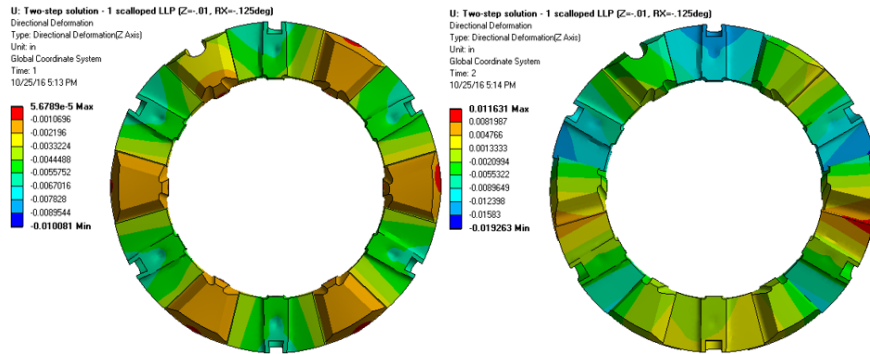 U: Two-step solution - 1 scalloped LLP (Z=-.01, RX=-.125deg)
Directional Deformation
Type: Directional Deformation(Z Axis)
Unit: in
Global Coordinate System
Time: 1
10/25/16 5:13 PM
5.6789e-5 Max
-0.0010696
-0.002196
-0.0033224
-0.0044488
-0.0055752
-0.0067016
-0.007828
-0.0089544
-0.010081 Min
U: Two-step solution - 1 scalloped LLP (Z=-.01, RX=-.125deg)
Directional Deformation
Type: Directional Deformation(Z Axis)
Unit: in
Global Coordinate System
Time: 2
10/25/16 5:14 PM
0.011631 Max
0.0081987
0.004766
0.0013333
-0.0020994
-0.0055322
-0.0089649
-0.012398
-0.01583
-0.019263 Min